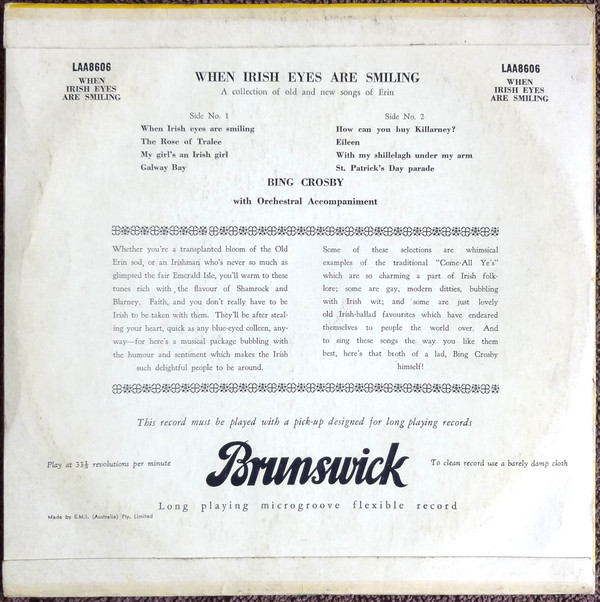 LAA8606
WHEN
IRISH EYES
ARE SMILING
WHEN IRISH EYES ARE SMILING
A collection of old and new songs of Erin
LAA8606
WHEN
IRISH EYES
ARE SMILING
Side No. 1
When Irish eyes are smiling
The Rose of Tralee
My girl's an Irish girl
Galway Bay
Side No. 2
How can you buy Killarney?
Eileen
With my shillelagh under my arm
St. Patrick's Day parade
BING CROSBY
with Orchestral Accompaniment
Whether you're a transplanted bloom of the Old
Erin sod, or an Irishman who's never so much as
glimpsed the fair Emerald Isle, you'll warm to these
tunes rich with the flavour of Shamrock and
Blarney. Faith, and you don't really have to be
Irish to be taken with them. They'll be after steal-
ing your heart, quick as any blue-eyed colleen, any-
way—for here's a musical package bubbling with
the humour and sentiment which makes the Irish
such delightful people to be around.
Some of these selections are whimsical
examples of the traditional "Come-All Ye's"
which are so charming a part of Irish folk-
lore; some are gay, modern ditties, bubbling
with Irish wit; and some are just lovely
old Irish-ballad favourites which have endeared
themselves to people the world over. And
to sing these songs the way you like them
best, here's that broth of a lad, Bing Crosby
himself!
This record must be played with a pick-up designed for long playing records
Play at 33⅓ revolutions per minute
Brunswick
To clean record use a barely damp cloth
Long playing microgroove flexible record
Made by E.M.I. (Australia) Pty. Limited